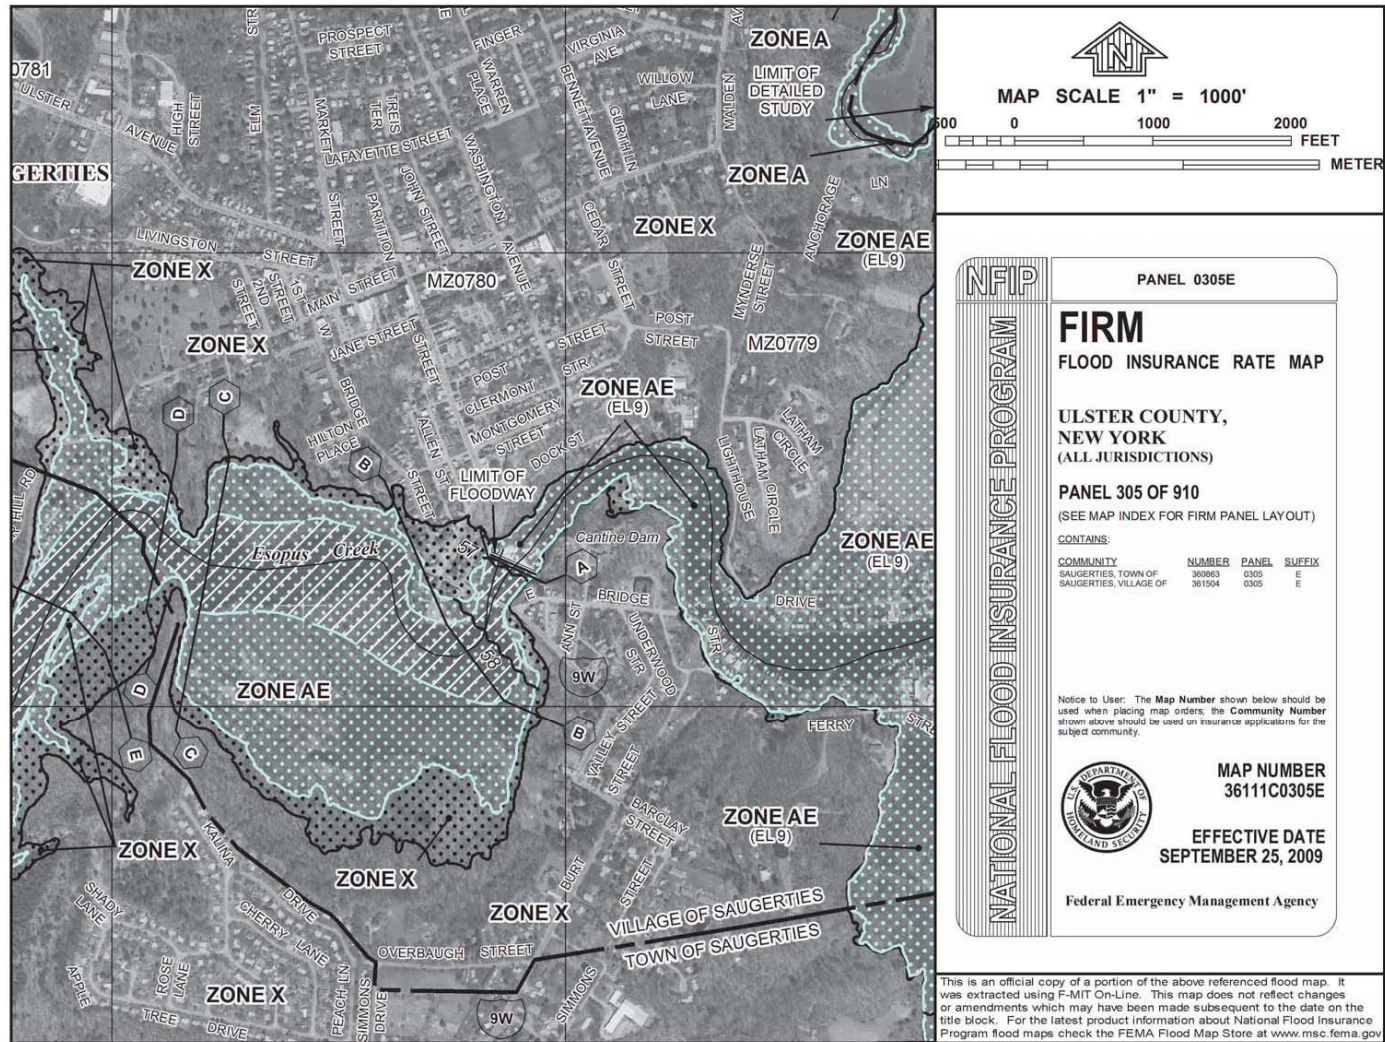 ZONE A
LIMIT OF
DETAILED
STUDY
ZONE A
ZONE X
ZONE AE
(EL 9)
0781
ULSTER
AVENUE
HIGH
STREET
ELM
STR
PROSPECT
STREET
FINGER
VIRGINIA
AVE
WILLOW
LANE
MALDEN
AV
WARREN
PLACE
BENNETT AVENUE
GURTH LN
MARKET
STREET
TREIS
TER
LAFAYETTE STREET
WASHINGTON
AVENUE
JOHN STREET
PARTITION
STREET
CEDAR
STREET
ANCHORAGE
LN
MYNDERSE
STREET
GERTIES
LIVINGSTON
STREET
ZONE X
2ND
STREET
1ST
STREET
MAIN STREET
W
MZ0780
POST
STREET
MZ0779
ZONE X
JANE STREET
BRIDGE
STREET
HILTON
PLACE
ALLEN
ST
POST
STREET
CLERMONT
STR
MONTGOMERY
STREET
DOCK ST
ZONE AE
(EL 9)
LATHAM
CIRCLE
LATHAM CIRCLE
LIGHTHOUSE
DRIVE
D
C
B
LIMIT OF
FLOODWAY
57
Cantine Dam
ZONE AE
(EL 9)
HILL RD
Esopus Creek
A
E
BRIDGE
STR
ANN ST
UNDERWOOD
STR
58
9W
ZONE AE
D
E
C
B
VALLEY STREET
STREET
FERRY
STRE
BARCLAY
STREET
ZONE AE
(EL 9)
ZONE X
KALINA
DRIVE
ZONE X
BURT
STREET
ZONE X
SHADY
LANE
CHERRY LANE
VILLAGE OF SAUGERTIES
TOWN OF SAUGERTIES
OVERBAUGH STREET
ROSE
LANE
APPLE
TREE DRIVE
ZONE X
PEACH LN
SIMMONS
DRIVE
9W
SIMMONS
N
MAP SCALE 1" = 1000'
500 0 1000 2000
FEET
METER
NFIP
NATIONAL FLOOD INSURANCE PROGRAM
PANEL 0305E
FIRM
FLOOD INSURANCE RATE MAP
ULSTER COUNTY,
NEW YORK
(ALL JURISDICTIONS)
PANEL 305 OF 910
(SEE MAP INDEX FOR FIRM PANEL LAYOUT)
CONTAINS:
COMMUNITY NUMBER PANEL SUFFIX
SAUGERTIES, TOWN OF 360863 0305 E
SAUGERTIES, VILLAGE OF 361504 0305 E
Notice to User: The Map Number shown below should be
used when placing map orders; the Community Number
shown above should be used on insurance applications for the
subject community.
U.S. DEPARTMENT OF
HOMELAND SECURITY
MAP NUMBER
36111C0305E
EFFECTIVE DATE
SEPTEMBER 25, 2009
Federal Emergency Management Agency
This is an official copy of a portion of the above referenced flood map. It
was extracted using F-MIT On-Line. This map does not reflect changes
or amendments which may have been made subsequent to the date on the
title block. For the latest product information about National Flood Insurance
Program flood maps check the FEMA Flood Map Store at www.msc.fema.gov